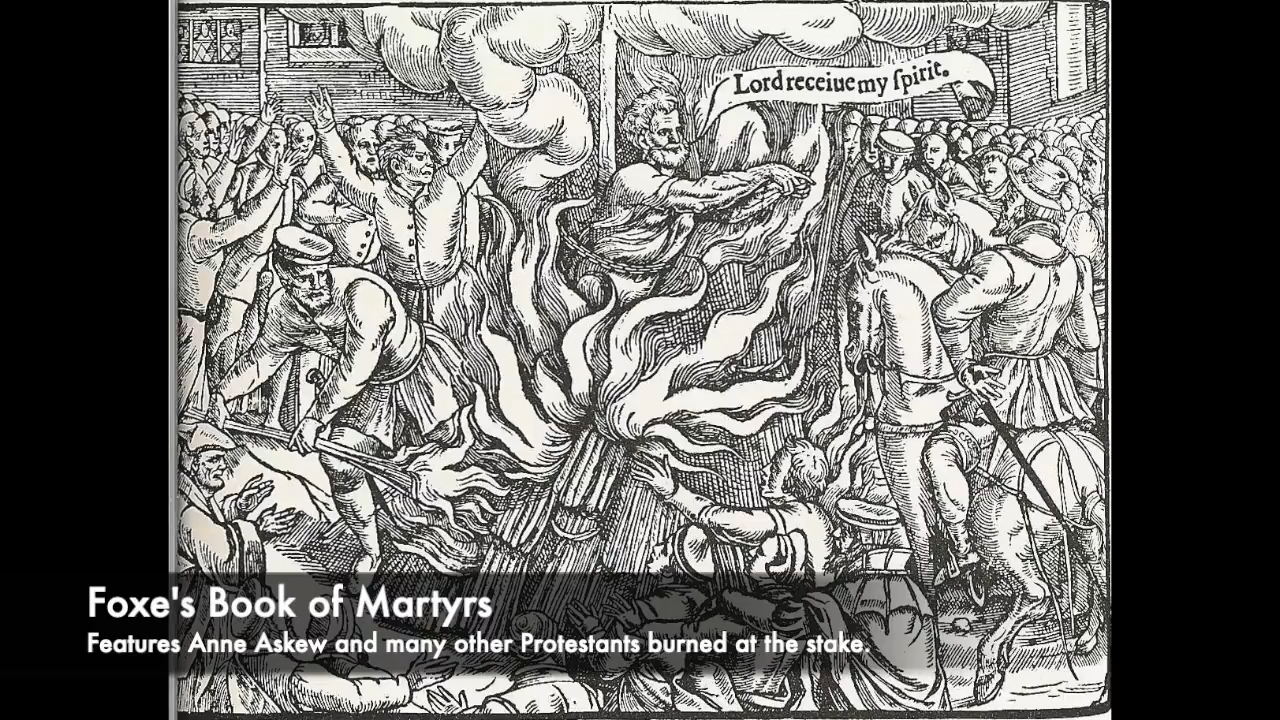 Lord receiue my ſpirit.
Foxe's Book of Martyrs
Features Anne Askew and many other Protestants burned at the stake.